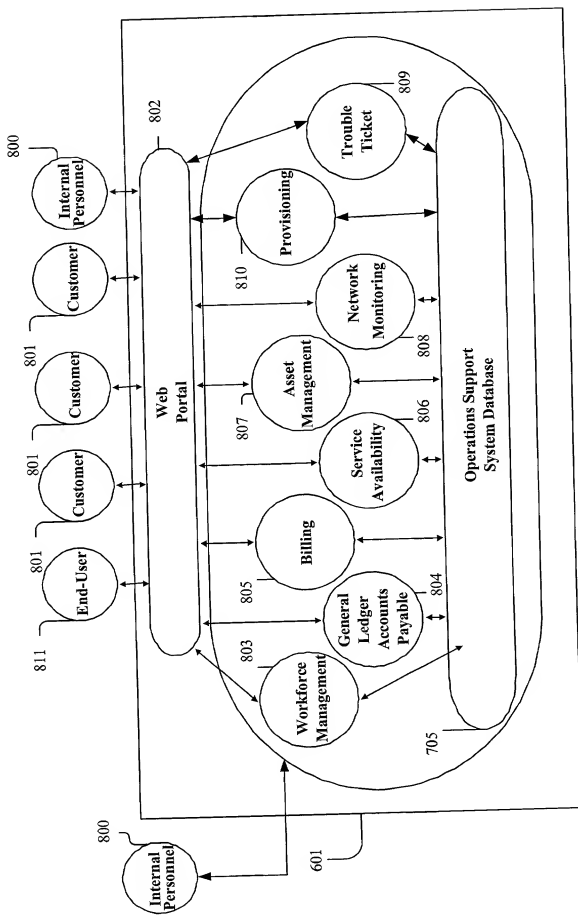 800
Internal
Personnel
811
End-User
801
Customer
801
Customer
801
Customer
800
Internal
Personnel
802
Web
Portal
803
Workforce
Management
General
Ledger
Accounts
Payable
804
805
Billing
Service
Availability
806
807
Asset
Management
Network
Monitoring
808
810
Provisioning
Trouble
Ticket
809
Operations Support
System Database
705
601